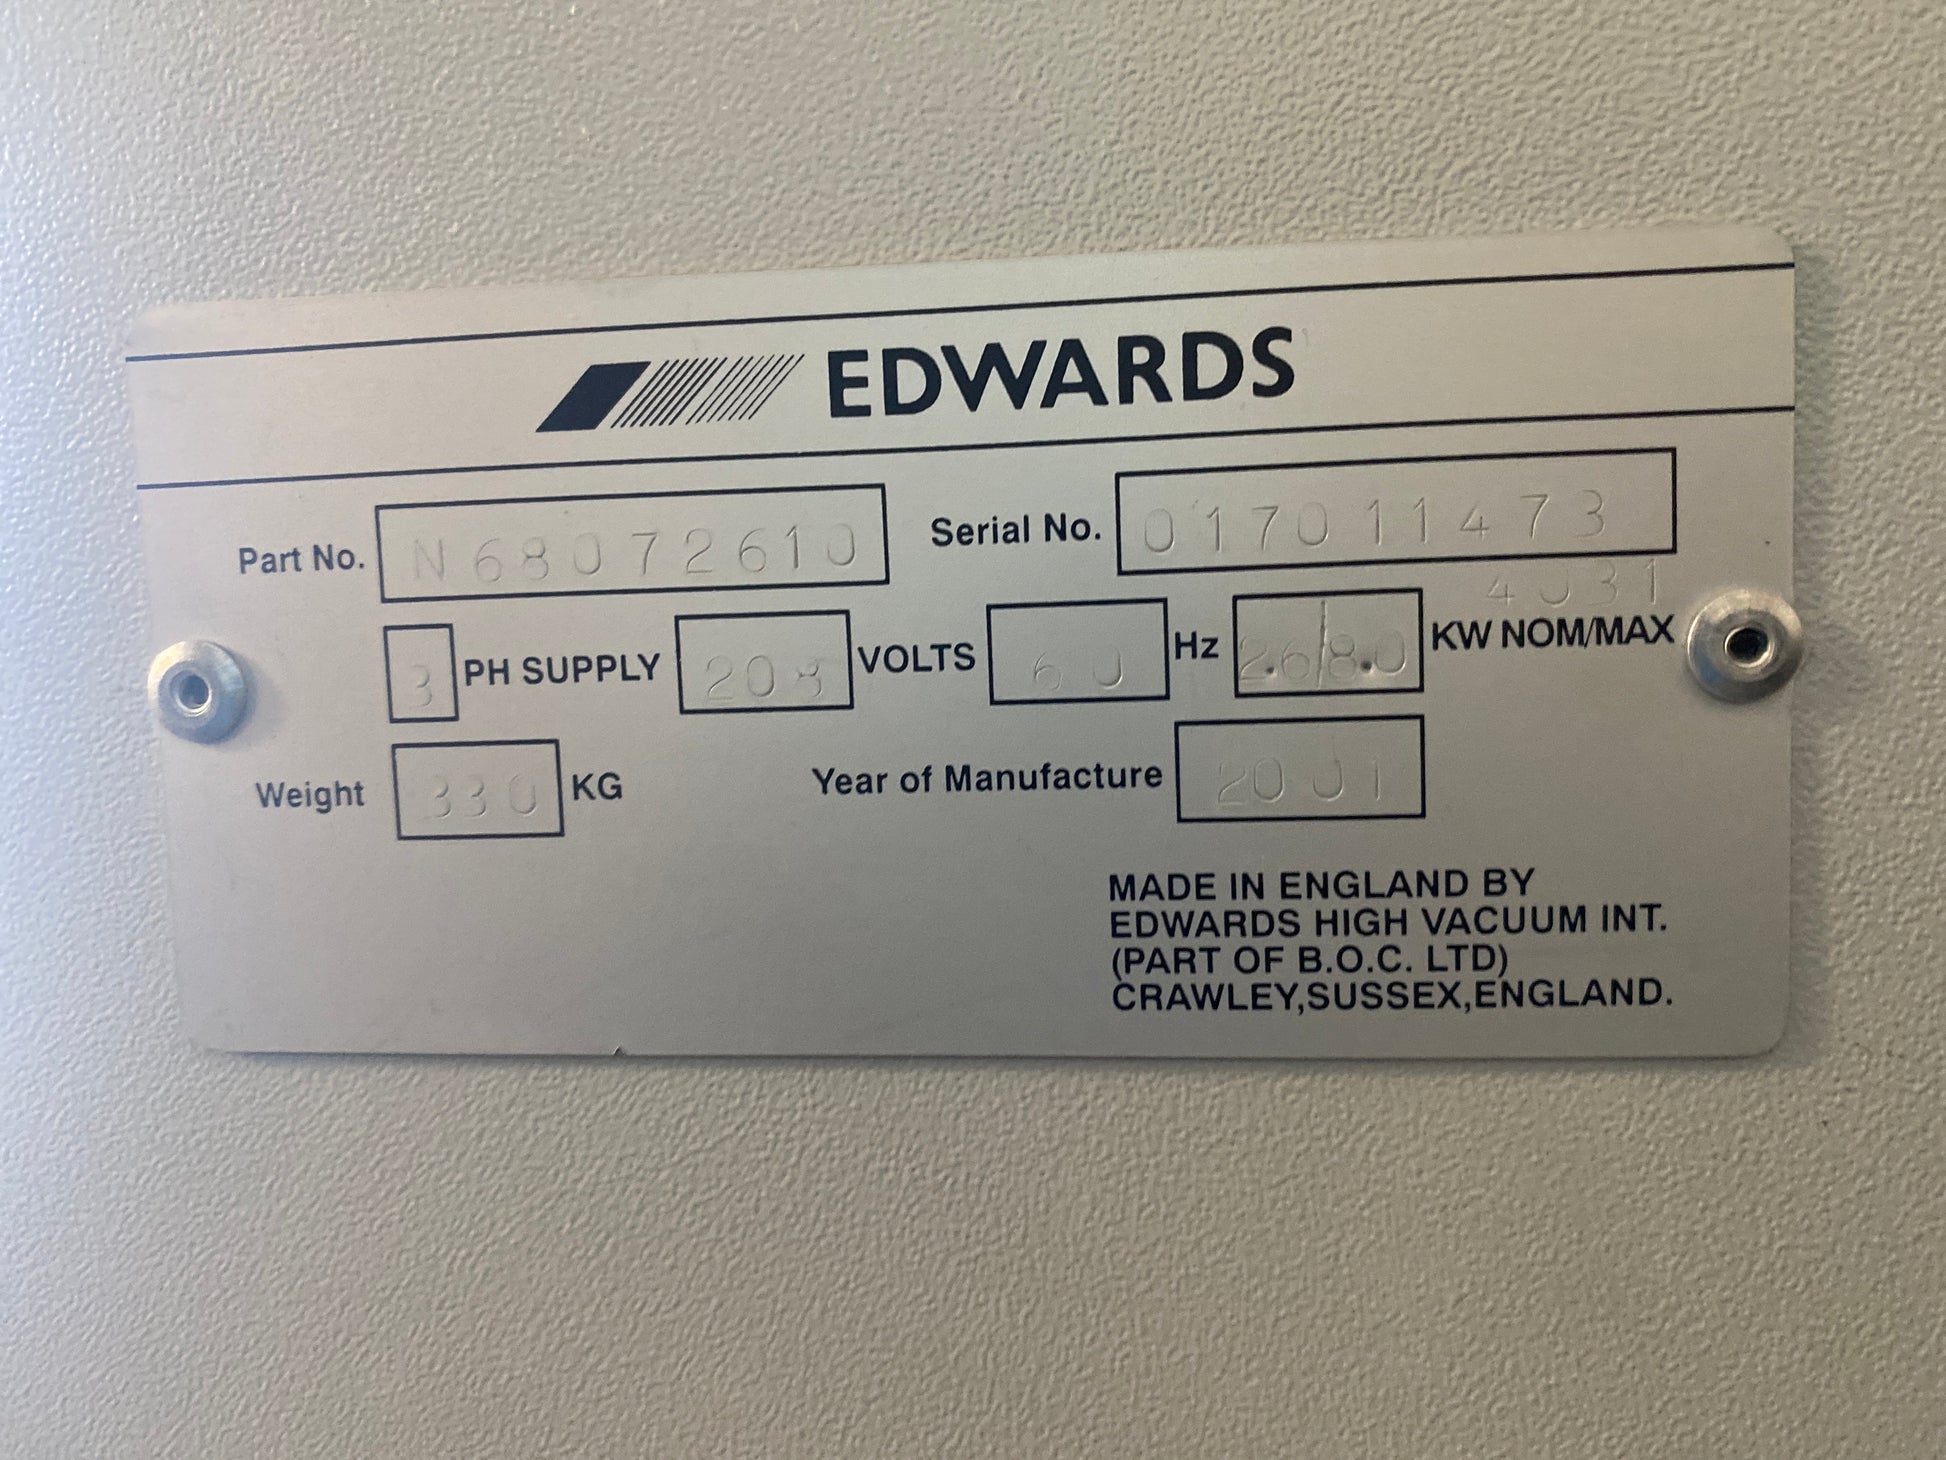 EDWARDS
Part No. N68072610 Serial No. 017011473
4031
3 PH SUPPLY 208 VOLTS 60 Hz 2.6/8.0 KW NOM/MAX
Weight 330 KG Year of Manufacture 2001
MADE IN ENGLAND BY
EDWARDS HIGH VACUUM INT.
(PART OF B.O.C. LTD)
CRAWLEY,SUSSEX,ENGLAND.